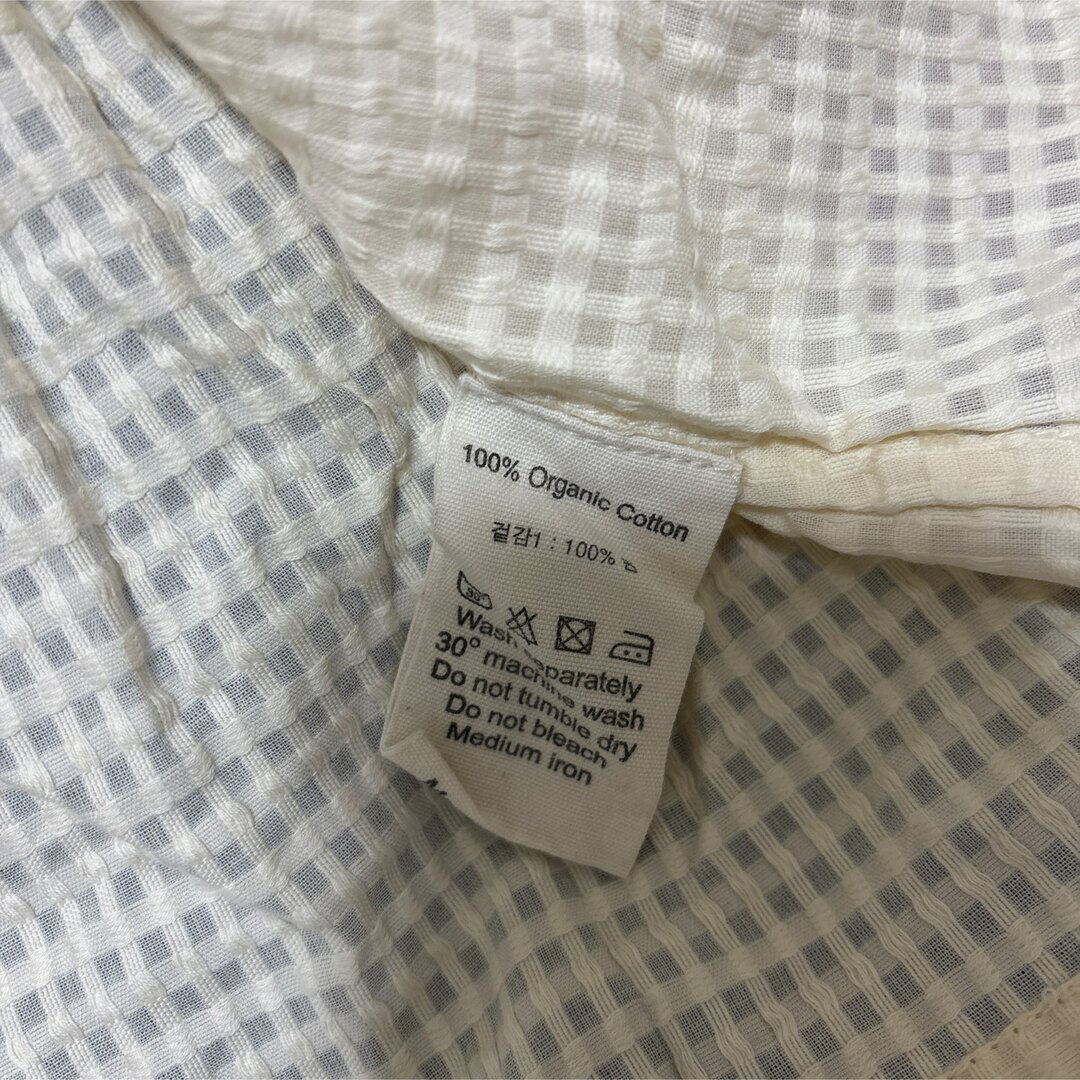 100% Organic Cotton
겉감1 : 100%
30
Wash separately
30° machine wash
Do not tumble dry
Do not bleach
Medium iron